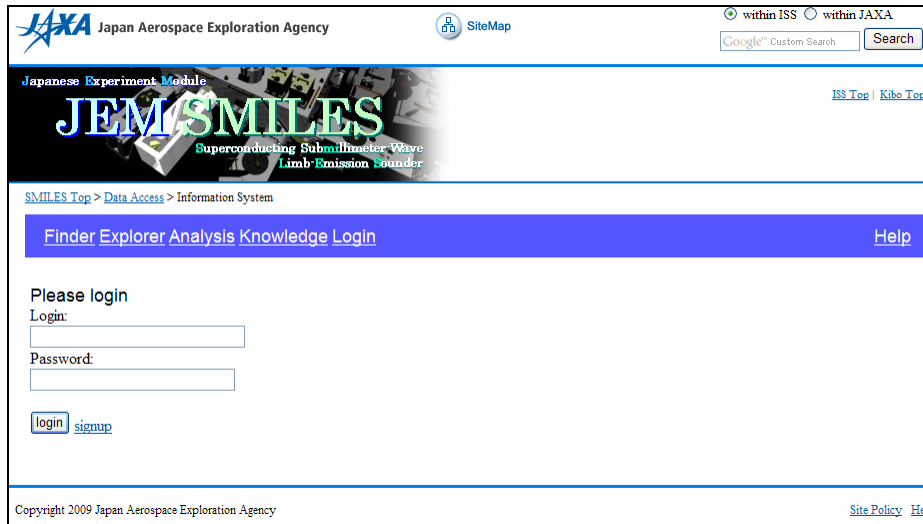 JAXA Japan Aerospace Exploration Agency
SiteMap
within ISS within JAXA
Google™ Custom Search Search
Japanese Experiment Module
JEM/SMILES
Superconducting Submillimeter-Wave
Limb-Emission Sounder
ISS Top | Kibo Top
SMILES Top > Data Access > Information System
Finder Explorer Analysis Knowledge Login Help
Please login
Login:
Password:
login signup
Copyright 2009 Japan Aerospace Exploration Agency
Site Policy He